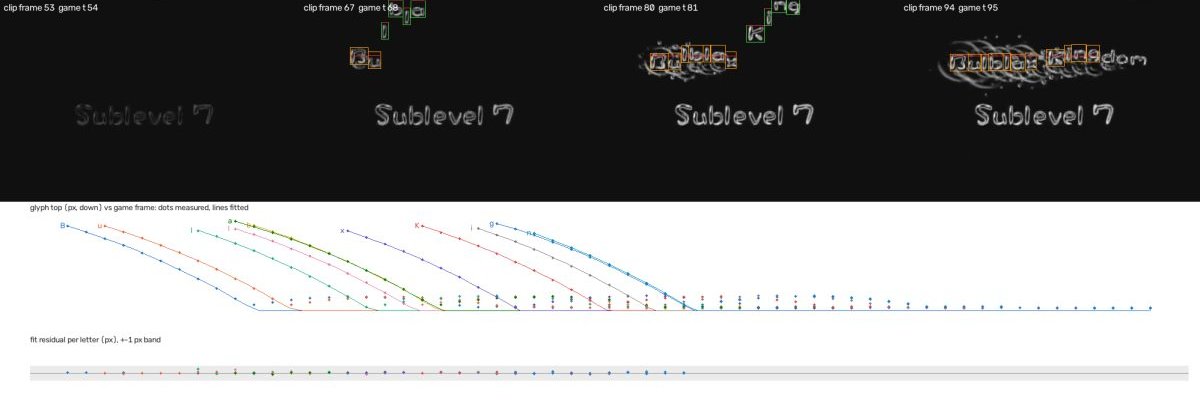 clip frame 53 game t 54
clip frame 67 game t 68
clip frame 80 game t 81
clip frame 94 game t 95
B l a
l
B u
n g
i
K
B u l b l a x
Bulblax Kingdom
Sublevel 7
Sublevel 7
Sublevel 7
Sublevel 7
glyph top (px, down) vs game frame: dots measured, lines fitted
B u l a l b x K i g n
fit residual per letter (px), +-1 px band